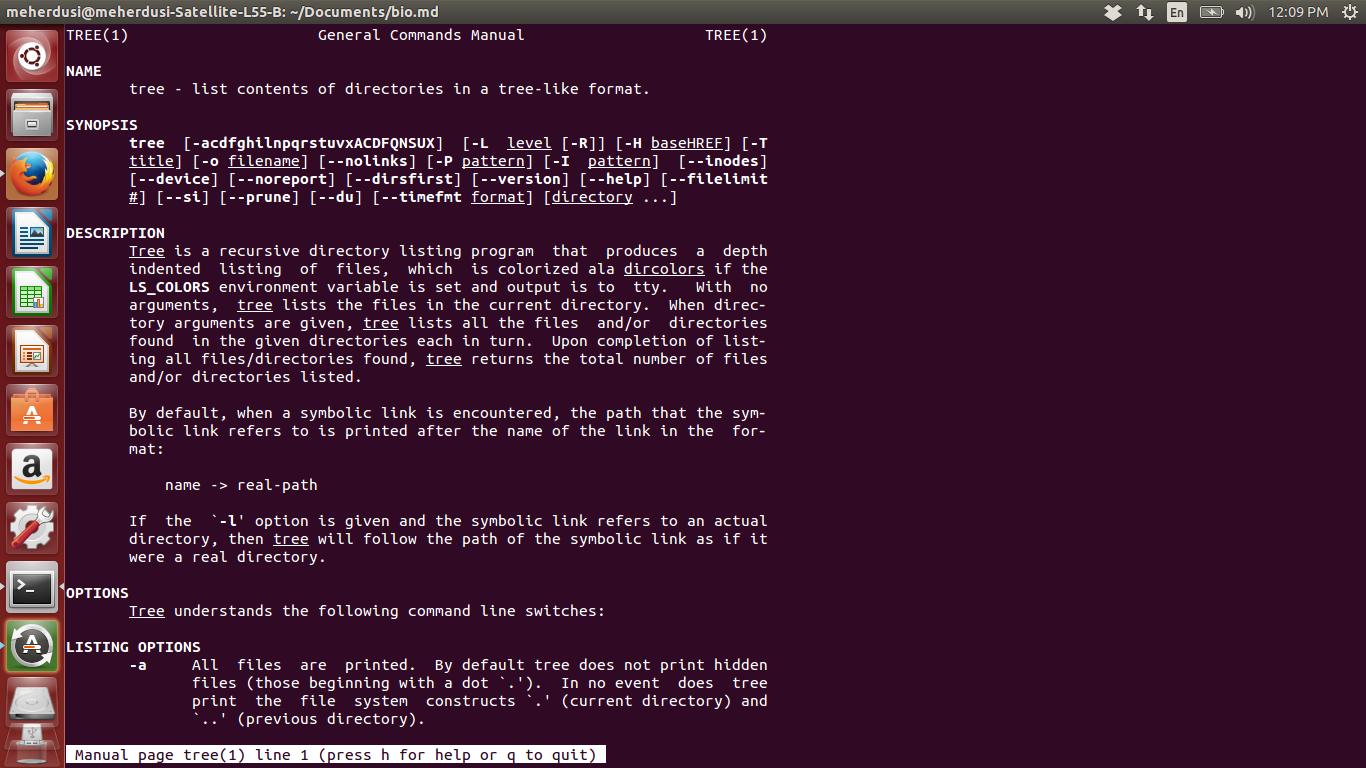 meherdusi@meherdusi-Satellite-L55-B: ~/Documents/bio.md
En
12:09 PM
TREE(1) General Commands Manual TREE(1)
NAME
tree - list contents of directories in a tree-like format.
SYNOPSIS
tree [-acdfghilnpqrstuvxACDFQNSUX] [-L level [-R]] [-H baseHREF] [-T
title] [-o filename] [--nolinks] [-P pattern] [-I pattern] [--inodes]
[--device] [--noreport] [--dirsfirst] [--version] [--help] [--filelimit
#] [--si] [--prune] [--du] [--timefmt format] [directory ...]
DESCRIPTION
Tree is a recursive directory listing program that produces a depth
indented listing of files, which is colorized ala dircolors if the
LS_COLORS environment variable is set and output is to tty. With no
arguments, tree lists the files in the current directory. When direc-
tory arguments are given, tree lists all the files and/or directories
found in the given directories each in turn. Upon completion of list-
ing all files/directories found, tree returns the total number of files
and/or directories listed.
By default, when a symbolic link is encountered, the path that the sym-
bolic link refers to is printed after the name of the link in the for-
mat:
name -> real-path
If the `-l' option is given and the symbolic link refers to an actual
directory, then tree will follow the path of the symbolic link as if it
were a real directory.
OPTIONS
Tree understands the following command line switches:
LISTING OPTIONS
-a All files are printed. By default tree does not print hidden
files (those beginning with a dot `.'). In no event does tree
print the file system constructs `.' (current directory) and
`..' (previous directory).
Manual page tree(1) line 1 (press h for help or q to quit)